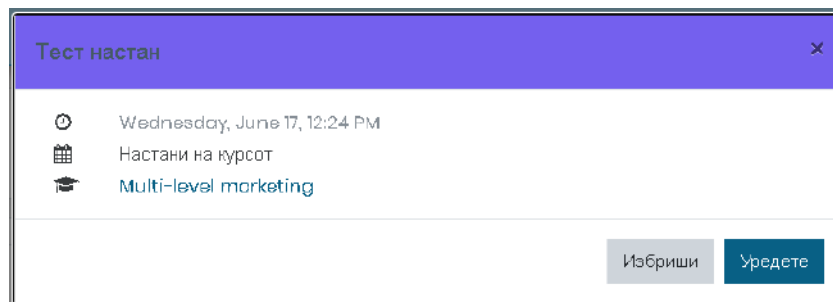 Тест настан
×
Wednesday, June 17, 12:24 PM
Настани на курсот
Multi-level marketing
Избриши
Уредете